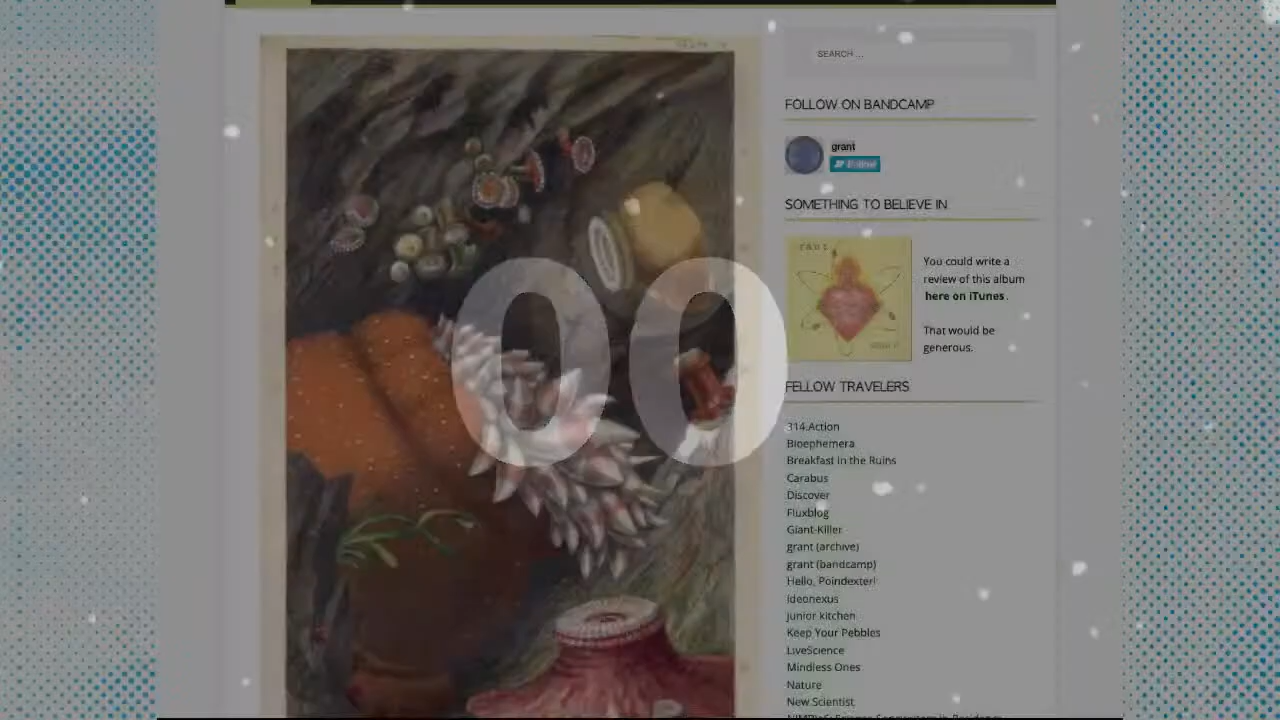 SEARCH ...
FOLLOW ON BANDCAMP
grant
Follow
SOMETHING TO BELIEVE IN
You could write a
review of this album
here on iTunes.
That would be
generous.
00
FELLOW TRAVELERS
314.Action
Bioephemera
Breakfast in the Ruins
Carabus
Discover
Fluxblog
Giant-Killer
grant (archive)
grant (bandcamp)
Hello, Poindexter!
Ideonexus
junior kitchen
Keep Your Pebbles
LiveScience
Mindless Ones
Nature
New Scientist